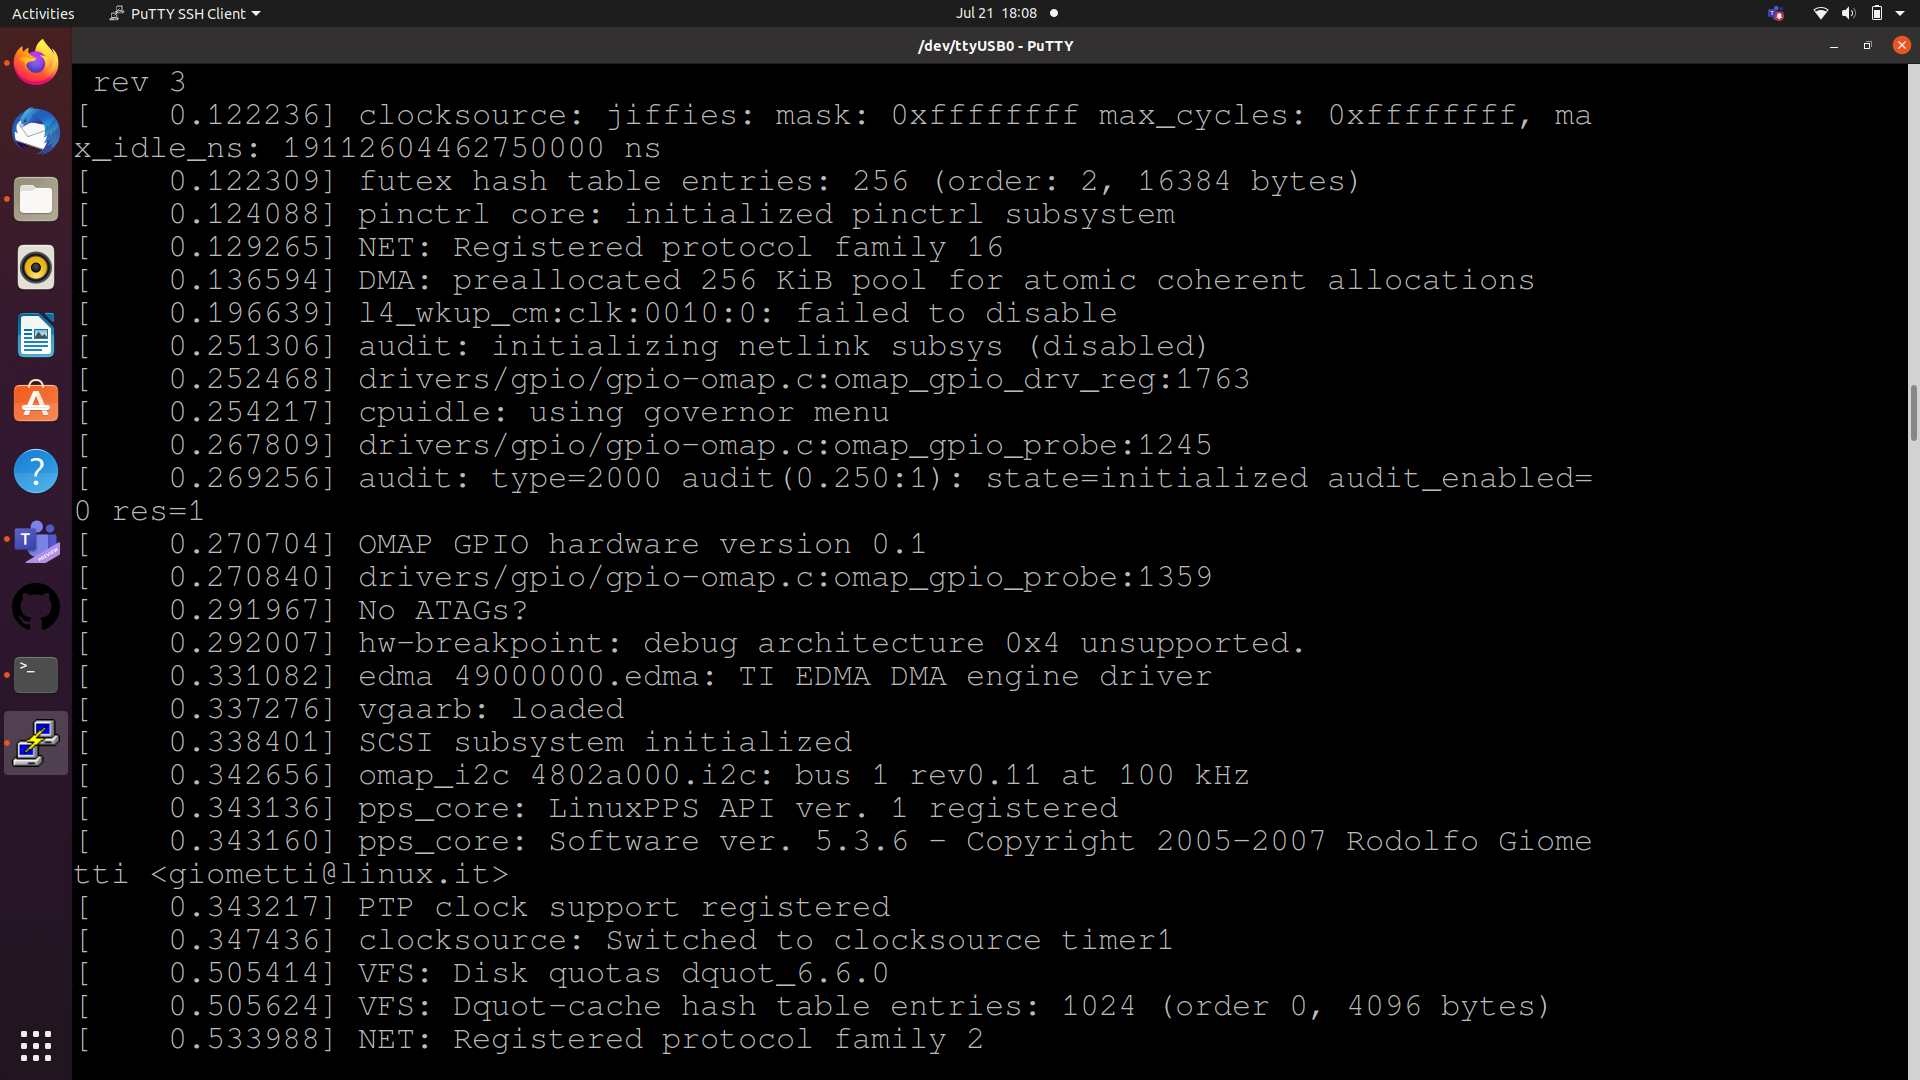 Activities
PuTTY SSH Client
Jul 21 18:08
/dev/ttyUSB0 - PuTTY
rev 3
[    0.122236] clocksource: jiffies: mask: 0xffffffff max_cycles: 0xffffffff, ma
x_idle_ns: 19112604462750000 ns
[    0.122309] futex hash table entries: 256 (order: 2, 16384 bytes)
[    0.124088] pinctrl core: initialized pinctrl subsystem
[    0.129265] NET: Registered protocol family 16
[    0.136594] DMA: preallocated 256 KiB pool for atomic coherent allocations
[    0.196639] l4_wkup_cm:clk:0010:0: failed to disable
[    0.251306] audit: initializing netlink subsys (disabled)
[    0.252468] drivers/gpio/gpio-omap.c:omap_gpio_drv_reg:1763
[    0.254217] cpuidle: using governor menu
[    0.267809] drivers/gpio/gpio-omap.c:omap_gpio_probe:1245
[    0.269256] audit: type=2000 audit(0.250:1): state=initialized audit_enabled=
0 res=1
[    0.270704] OMAP GPIO hardware version 0.1
[    0.270840] drivers/gpio/gpio-omap.c:omap_gpio_probe:1359
[    0.291967] No ATAGs?
[    0.292007] hw-breakpoint: debug architecture 0x4 unsupported.
[    0.331082] edma 49000000.edma: TI EDMA DMA engine driver
[    0.337276] vgaarb: loaded
[    0.338401] SCSI subsystem initialized
[    0.342656] omap_i2c 4802a000.i2c: bus 1 rev0.11 at 100 kHz
[    0.343136] pps_core: LinuxPPS API ver. 1 registered
[    0.343160] pps_core: Software ver. 5.3.6 - Copyright 2005-2007 Rodolfo Giome
tti <giometti@linux.it>
[    0.343217] PTP clock support registered
[    0.347436] clocksource: Switched to clocksource timer1
[    0.505414] VFS: Disk quotas dquot_6.6.0
[    0.505624] VFS: Dquot-cache hash table entries: 1024 (order 0, 4096 bytes)
[    0.533988] NET: Registered protocol family 2